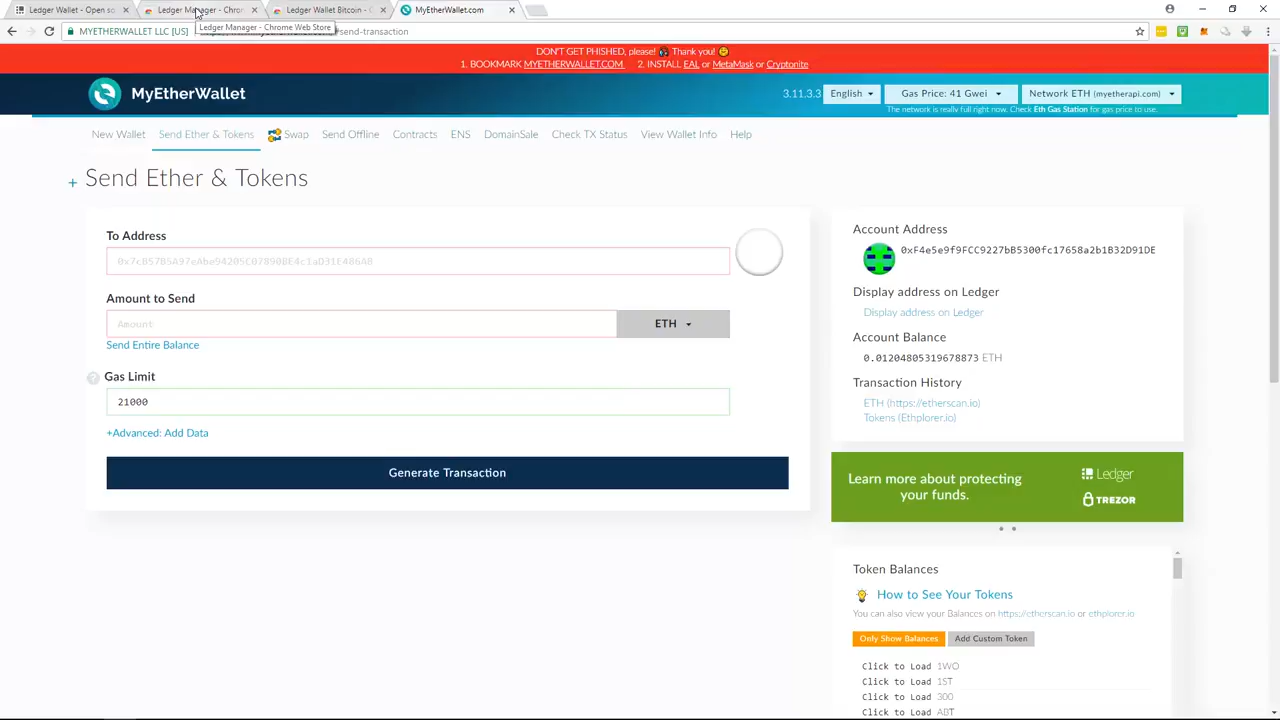 Ledger Wallet - Open so
Ledger Manager - Chron
Ledger Wallet Bitcoin - C
MyEtherWallet.com
Ledger Manager - Chrome Web Store
MYETHERWALLET LLC [US]
#send-transaction
DON'T GET PHISHED, please! Thank you!
1. BOOKMARK MYETHERWALLET.COM 2. INSTALL EAL or MetaMask or Cryptonite
MyEtherWallet
3.11.3.3
English
Gas Price: 41 Gwei
Network ETH (myetherapi.com)
The network is really full right now. Check Eth Gas Station for gas price to use.
New Wallet
Send Ether & Tokens
Swap
Send Offline
Contracts
ENS
DomainSale
Check TX Status
View Wallet Info
Help
+ Send Ether & Tokens
To Address
Amount to Send
Amount
ETH
Send Entire Balance
? Gas Limit
21000
+Advanced: Add Data
Generate Transaction
Account Address
0xF4e5e9f9FCC9227bB5300fc17658a2b1B32D91DE
Display address on Ledger
Display address on Ledger
Account Balance
0.01204805319678873 ETH
Transaction History
ETH (https://etherscan.io)
Tokens (Ethplorer.io)
Learn more about protecting
your funds.
Ledger
TREZOR
Token Balances
How to See Your Tokens
You can also view your Balances on https://etherscan.io or ethplorer.io
Only Show Balances
Add Custom Token
Click to Load 1WO
Click to Load 1ST
Click to Load 300
Click to Load ABT